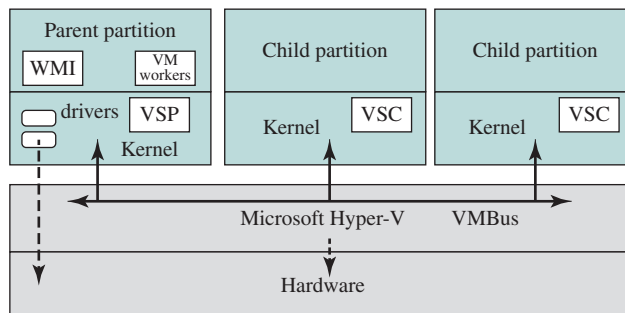 Parent partition
WMI
VM
workers
drivers
VSP
Kernel
Child partition
Kernel
VSC
Child partition
Kernel
VSC
Microsoft Hyper-V
VMBus
Hardware